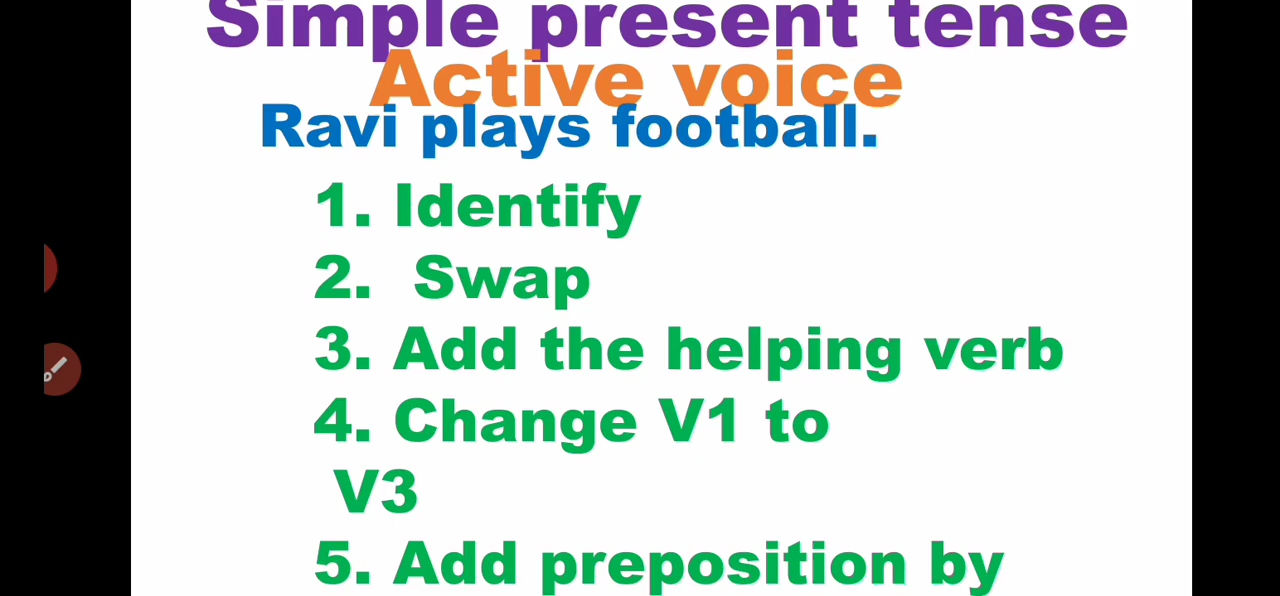 Simple present tense
Active voice
Ravi plays football.
1. Identify
2. Swap
3. Add the helping verb
4. Change V1 to
V3
5. Add preposition by